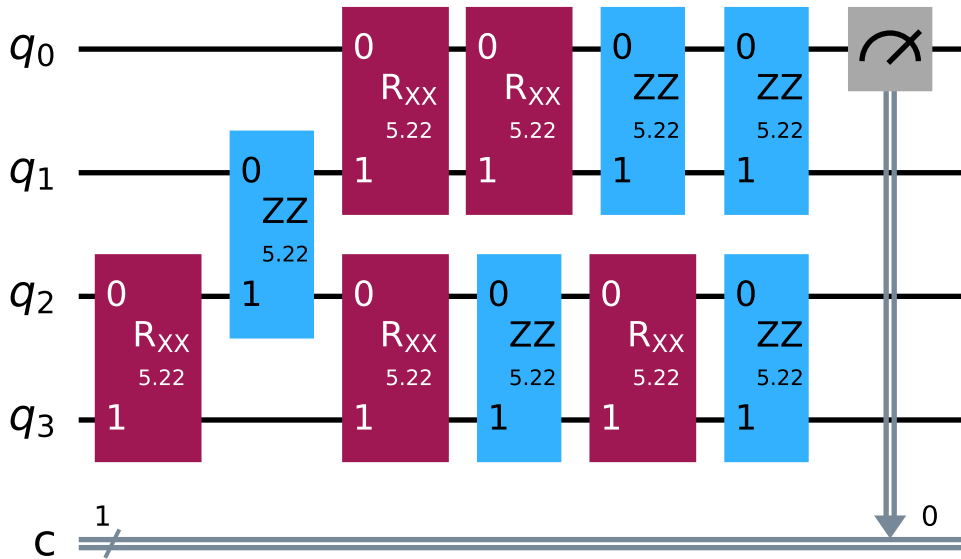 q0 0 0 0 0
RXX RXX ZZ ZZ
5.22 5.22 5.22 5.22
q1 0 1 1 1 1
ZZ
5.22
q2 0 1 0 0 0 0
RXX RXX ZZ RXX ZZ
5.22 5.22 5.22 5.22 5.22
q3 1 1 1 1 1
1 0
c